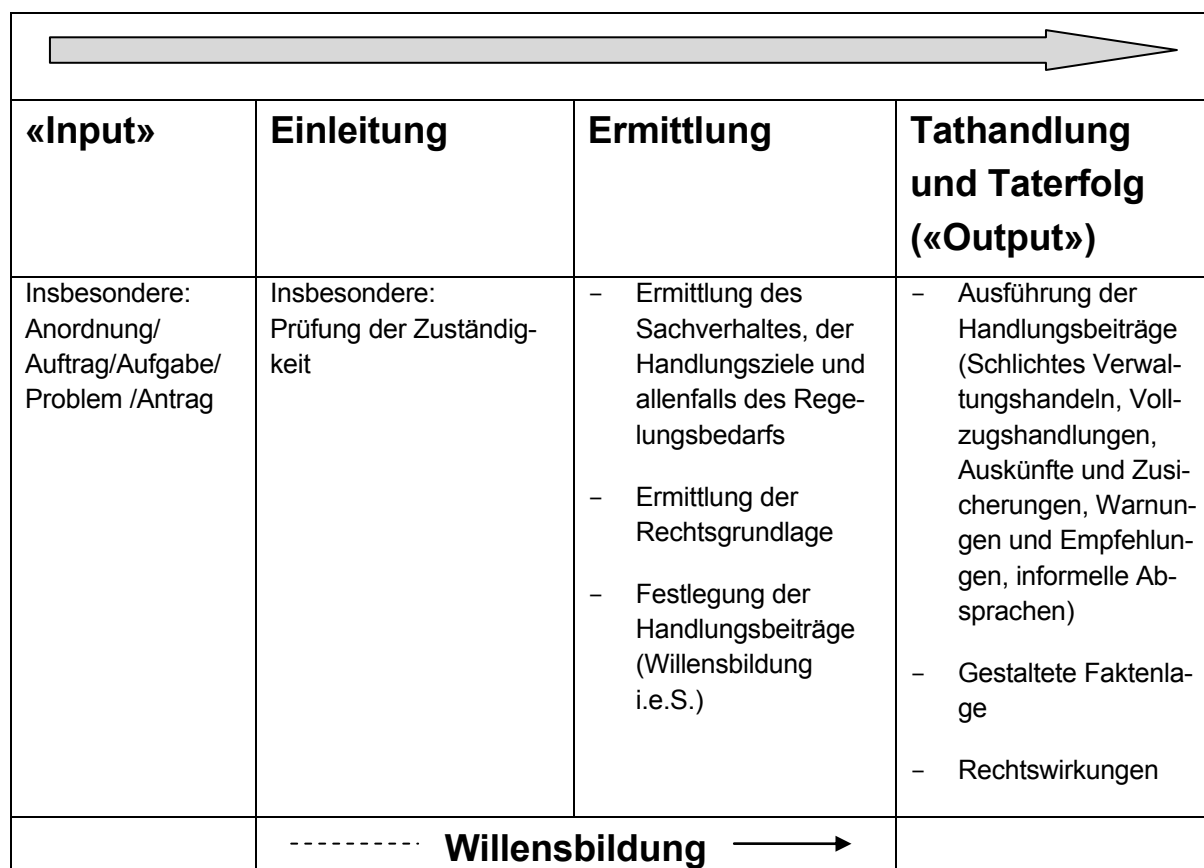 «Input»
Einleitung
Ermittlung
Tathandlung
und Taterfolg
(«Output»)
Insbesondere:
Anordnung/
Auftrag/Aufgabe/
Problem /Antrag
Insbesondere:
Prüfung der Zuständig-
keit
– Ermittlung des
Sachverhaltes, der
Handlungsziele und
allenfalls des Rege-
lungsbedarfs
– Ermittlung der
Rechtsgrundlage
– Festlegung der
Handlungsbeiträge
(Willensbildung
i.e.S.)
– Ausführung der
Handlungsbeiträge
(Schlichtes Verwal-
tungshandeln, Voll-
zugshandlungen,
Auskünfte und Zusi-
cherungen, Warnun-
gen und Empfehlun-
gen, informelle Ab-
sprachen)
– Gestaltete Faktenla-
ge
– Rechtswirkungen
Willensbildung